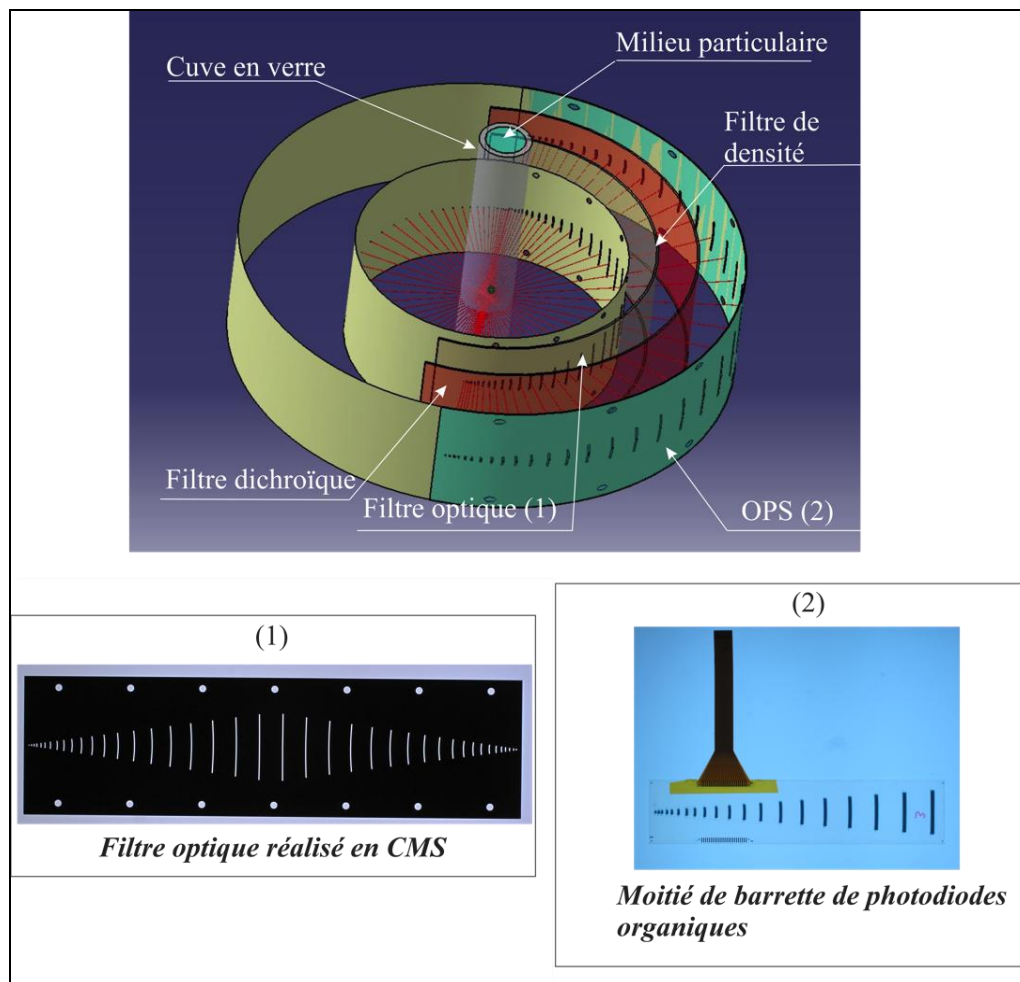 Milieu particulaire
Cuve en verre
Filtre de
densité
Filtre dichroïque
Filtre optique (1)
OPS (2)
(1)
Filtre optique réalisé en CMS
(2)
3
Moitié de barrette de photodiodes
organiques